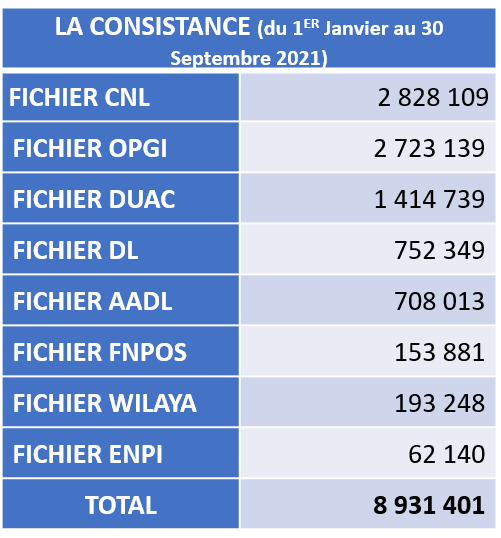 LA CONSISTANCE (du 1ER Janvier au 30
Septembre 2021)
FICHIER CNL 2 828 109
FICHIER OPGI 2 723 139
FICHIER DUAC 1 414 739
FICHIER DL 752 349
FICHIER AADL 708 013
FICHIER FNPOS 153 881
FICHIER WILAYA 193 248
FICHIER ENPI 62 140
TOTAL 8 931 401